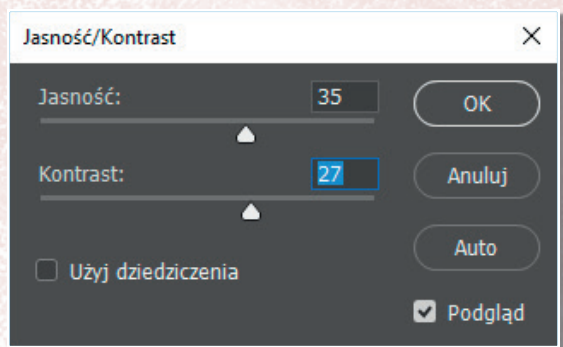 Jasność/Kontrast
Jasność: 35
OK
Kontrast: 27
Anuluj
Auto
Użyj dziedziczenia
Podgląd